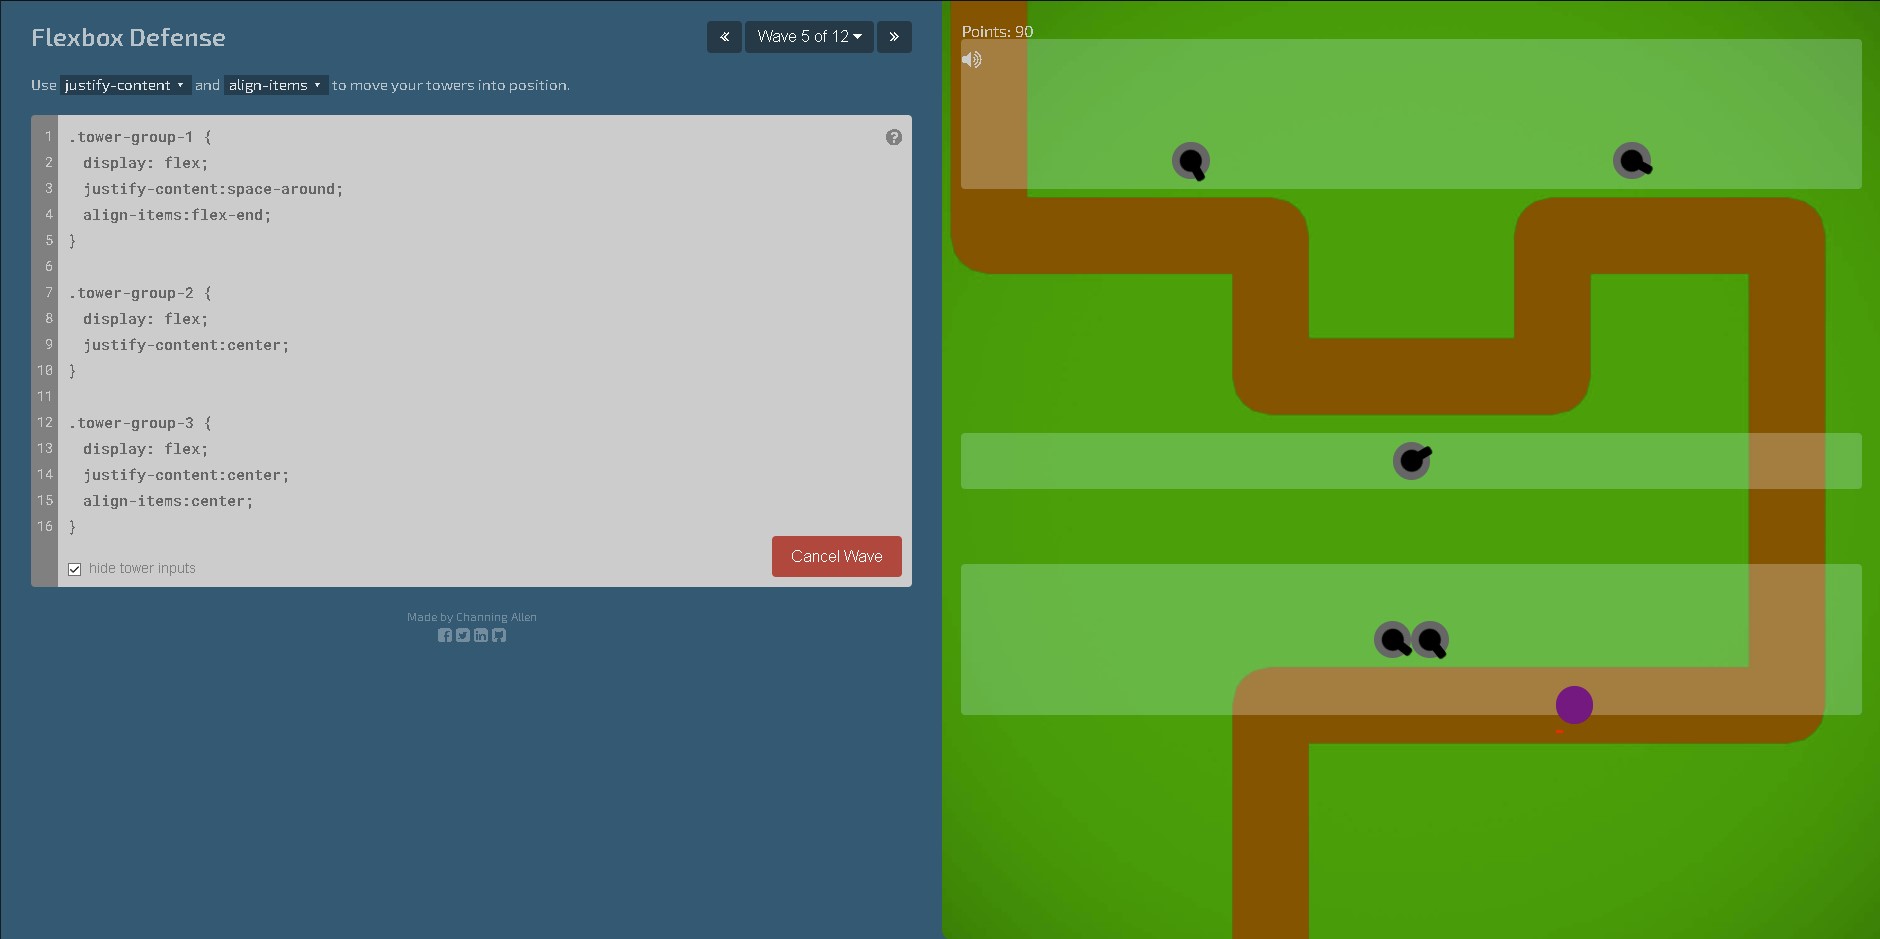 Flexbox Defense
Wave 5 of 12
Points: 90
Use justify-content and align-items to move your towers into position.
1 .tower-group-1 {
2 display: flex;
3 justify-content:space-around;
4 align-items:flex-end;
5 }
6
7 .tower-group-2 {
8 display: flex;
9 justify-content:center;
10 }
11
12 .tower-group-3 {
13 display: flex;
14 justify-content:center;
15 align-items:center;
16 }
Cancel Wave
hide tower inputs
Made by Channing Allen